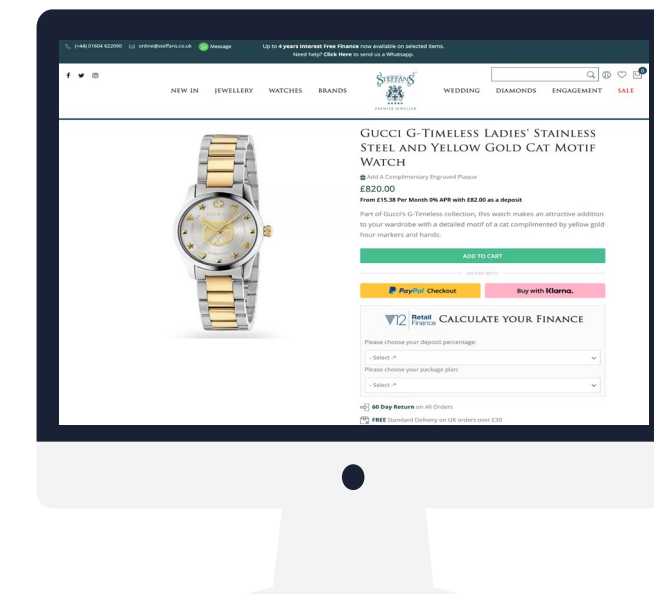 (+44) 01604 622090 online@steffans.co.uk Message
Up to 4 years Interest Free Finance now available on selected items.
Need help? Click Here to send us a Whatsapp.
0
STEFFANS
PREMIER JEWELLER
NEW IN JEWELLERY WATCHES BRANDS WEDDING DIAMONDS ENGAGEMENT SALE
GUCCI G-TIMELESS LADIES' STAINLESS
STEEL AND YELLOW GOLD CAT MOTIF
WATCH
Add A Complimentary Engraved Plaque
£820.00
From £15.38 Per Month 0% APR with £82.00 as a deposit
Part of Gucci's G-Timeless collection, this watch makes an attractive addition
to your wardrobe with a detailed motif of a cat complimented by yellow gold
hour markers and hands.
ADD TO CART
OR PAY WITH
PayPal Checkout
Buy with Klarna.
V12 Retail Finance CALCULATE YOUR FINANCE
Please choose your deposit percentage:
- Select -*
Please choose your package plan:
- Select -*
60 Day Return on All Orders
FREE Standard Delivery on UK orders over £30